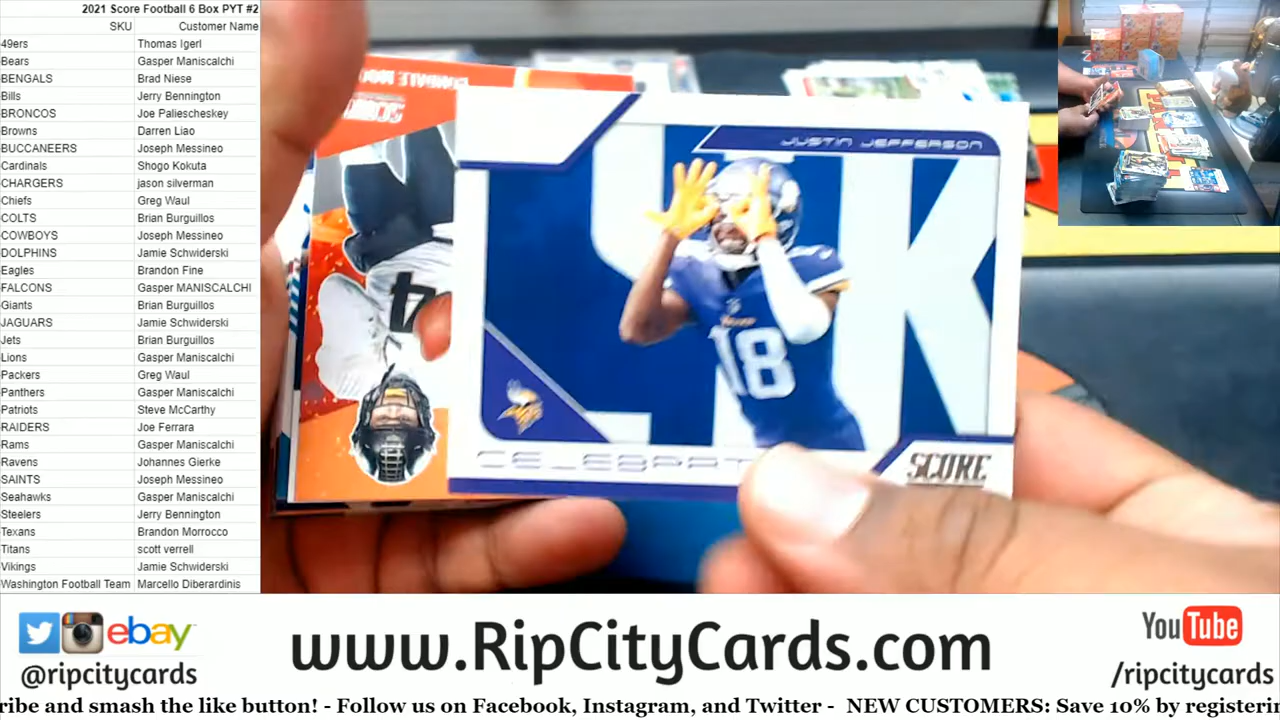 2021 Score Football 6 Box PYT #2
SKU Customer Name
49ers Thomas Igerl
Bears Gasper Maniscalchi
BENGALS Brad Niese
Bills Jerry Bennington
BRONCOS Joe Paliescheskey
Browns Darren Liao
BUCCANEERS Joseph Messineo
Cardinals Shogo Kokuta
CHARGERS jason silverman
Chiefs Greg Waul
COLTS Brian Burguillos
COWBOYS Joseph Messineo
DOLPHINS Jamie Schwiderski
Eagles Brandon Fine
FALCONS Gasper MANISCALCHI
Giants Brian Burguillos
JAGUARS Jamie Schwiderski
Jets Brian Burguillos
Lions Gasper Maniscalchi
Packers Greg Waul
Panthers Gasper Maniscalchi
Patriots Steve McCarthy
RAIDERS Joe Ferrara
Rams Gasper Maniscalchi
Ravens Johannes Gierke
SAINTS Joseph Messineo
Seahawks Gasper Maniscalchi
Steelers Jerry Bennington
Texans Brandon Morrocco
Titans scott verrell
Vikings Jamie Schwiderski
Washington Football Team Marcello Diberardinis
JUSTIN JEFFERSON
18
SCORE
4
ebay
@ripcitycards
www.RipCityCards.com
YouTube
/ripcitycards
ribe and smash the like button! - Follow us on Facebook, Instagram, and Twitter - NEW CUSTOMERS: Save 10% by registerin